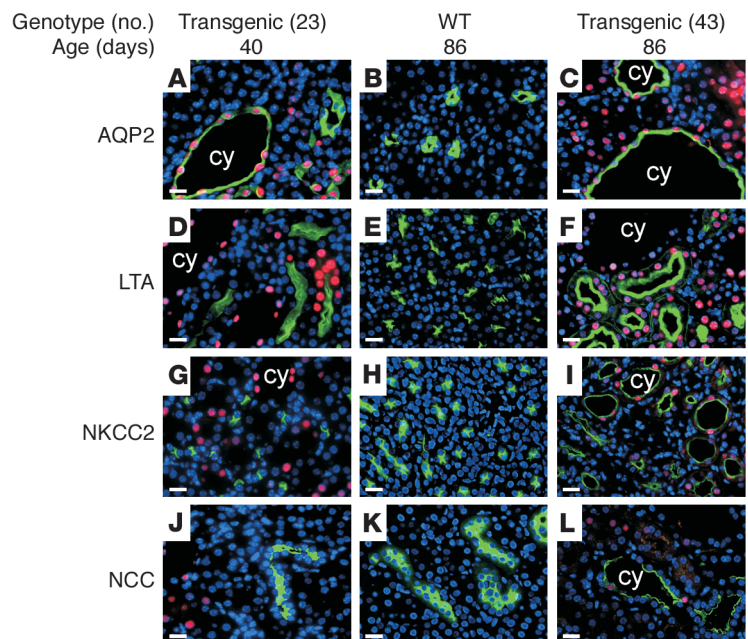 Genotype (no.) Transgenic (23) WT Transgenic (43)
Age (days) 40 86 86
A B C
AQP2
cy
cy
cy
D E F
LTA
cy
cy
G H I
NKCC2
cy
cy
J K L
NCC
cy